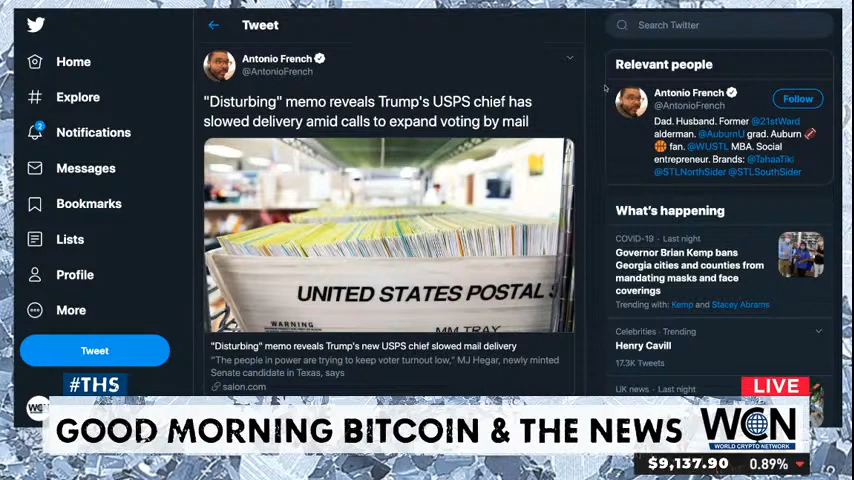 Tweet
Search Twitter
Home
Explore
2
Notifications
Messages
Bookmarks
Lists
Profile
More
Tweet
Antonio French
@AntonioFrench
"Disturbing" memo reveals Trump's USPS chief has
slowed delivery amid calls to expand voting by mail
UNITED STATES POSTAL S
WARNING
MM TRAY
"Disturbing" memo reveals Trump's new USPS chief slowed mail delivery
"The people in power are trying to keep voter turnout low," MJ Hegar, newly minted
Senate candidate in Texas, says
salon.com
Relevant people
Antonio French
@AntonioFrench
Follow
Dad. Husband. Former @21stWard
alderman. @AuburnU grad. Auburn
fan. @WUSTL MBA. Social
entrepreneur. Brands: @TahaaTiki
@STLNorthSider @STLSouthSider
What's happening
COVID-19 · Last night
Governor Brian Kemp bans
Georgia cities and counties from
mandating masks and face
coverings
Trending with: Kemp and Stacey Abrams
Celebrities · Trending
Henry Cavill
17.3K Tweets
UK news · Last night
#THS
LIVE
GOOD MORNING BITCOIN & THE NEWS
WCN
WORLD CRYPTO NETWORK
$9,137.90 0.89%